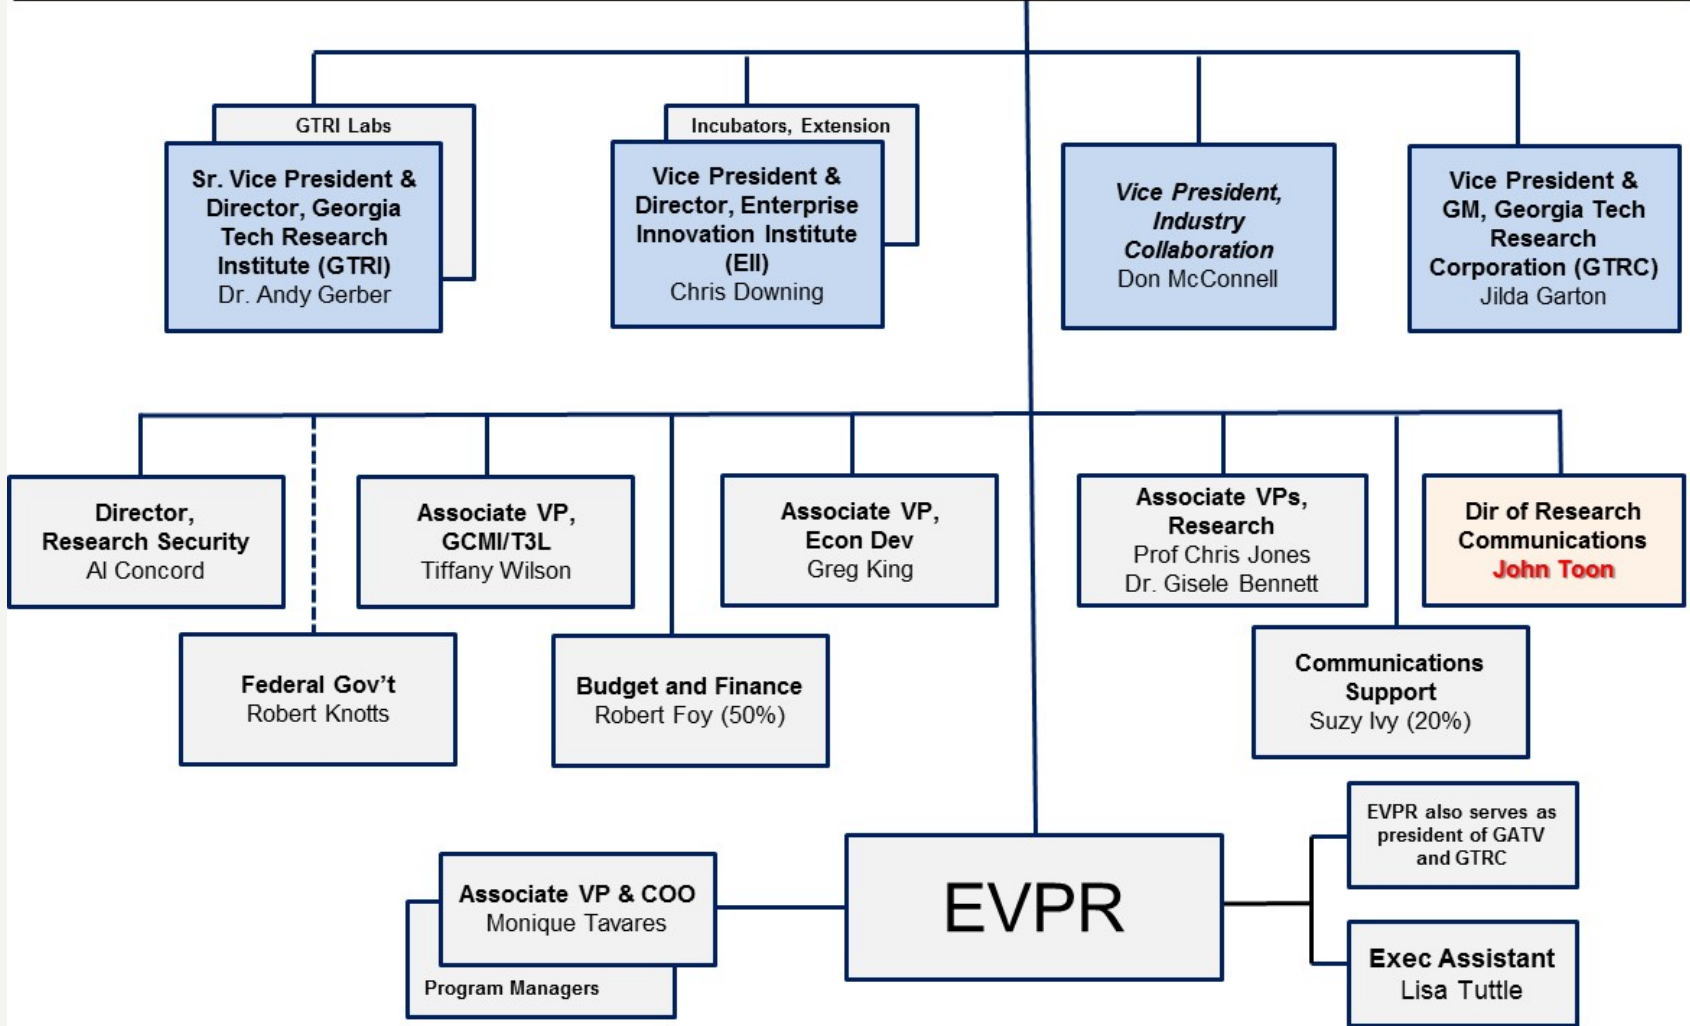 GTRI Labs
Sr. Vice President &
Director, Georgia
Tech Research
Institute (GTRI)
Dr. Andy Gerber
Incubators, Extension
Vice President &
Director, Enterprise
Innovation Institute
(EII)
Chris Downing
Vice President,
Industry
Collaboration
Don McConnell
Vice President &
GM, Georgia Tech
Research
Corporation (GTRC)
Jilda Garton
Director,
Research Security
Al Concord
Associate VP,
GCMI/T3L
Tiffany Wilson
Associate VP,
Econ Dev
Greg King
Associate VPs,
Research
Prof Chris Jones
Dr. Gisele Bennett
Dir of Research
Communications
John Toon
Federal Gov’t
Robert Knotts
Budget and Finance
Robert Foy (50%)
Communications
Support
Suzy Ivy (20%)
Associate VP & COO
Monique Tavares
Program Managers
EVPR
EVPR also serves as
president of GATV
and GTRC
Exec Assistant
Lisa Tuttle